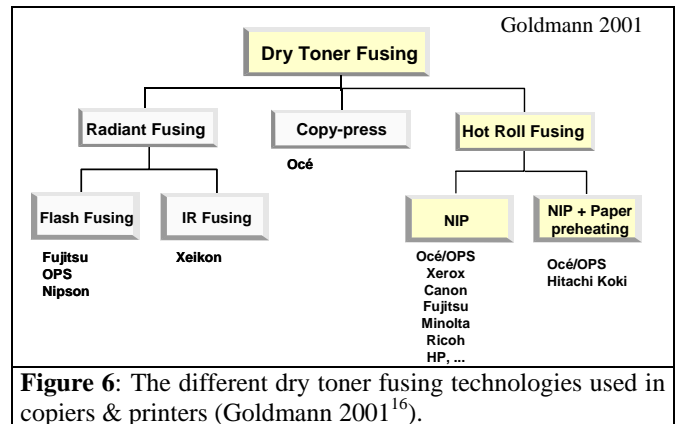 Goldmann 2001
Dry Toner Fusing
Radiant Fusing
Copy-press
Hot Roll Fusing
Océ
Flash Fusing
IR Fusing
NIP
NIP + Paper
preheating
Fujitsu
OPS
Nipson
Xeikon
Océ/OPS
Xerox
Canon
Fujitsu
Minolta
Ricoh
HP, ...
Océ/OPS
Hitachi Koki
Figure 6: The different dry toner fusing technologies used in
copiers & printers (Goldmann 2001¹⁶).